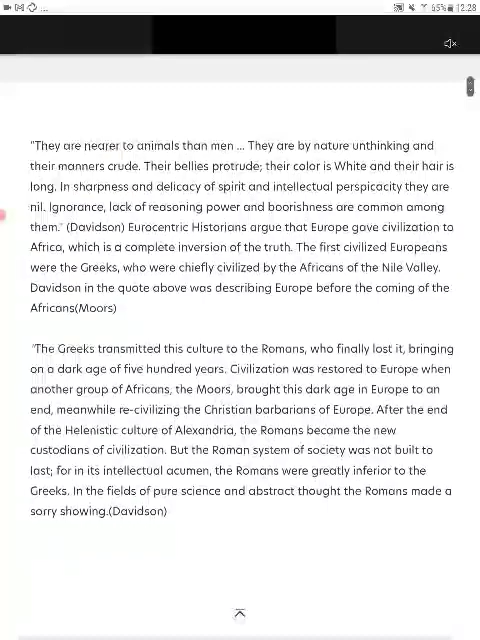 65% 12.28
"They are nearer to animals than men ... They are by nature unthinking and
their manners crude. Their bellies protrude; their color is White and their hair is
long. In sharpness and delicacy of spirit and intellectual perspicacity they are
nil. Ignorance, lack of reasoning power and boorishness are common among
them." (Davidson) Eurocentric Historians argue that Europe gave civilization to
Africa, which is a complete inversion of the truth. The first civilized Europeans
were the Greeks, who were chiefly civilized by the Africans of the Nile Valley.
Davidson in the quote above was describing Europe before the coming of the
Africans(Moors)
"The Greeks transmitted this culture to the Romans, who finally lost it, bringing
on a dark age of five hundred years. Civilization was restored to Europe when
another group of Africans, the Moors, brought this dark age in Europe to an
end, meanwhile re-civilizing the Christian barbarians of Europe. After the end
of the Helenistic culture of Alexandria, the Romans became the new
custodians of civilization. But the Roman system of society was not built to
last; for in its intellectual acumen, the Romans were greatly inferior to the
Greeks. In the fields of pure science and abstract thought the Romans made a
sorry showing.(Davidson)